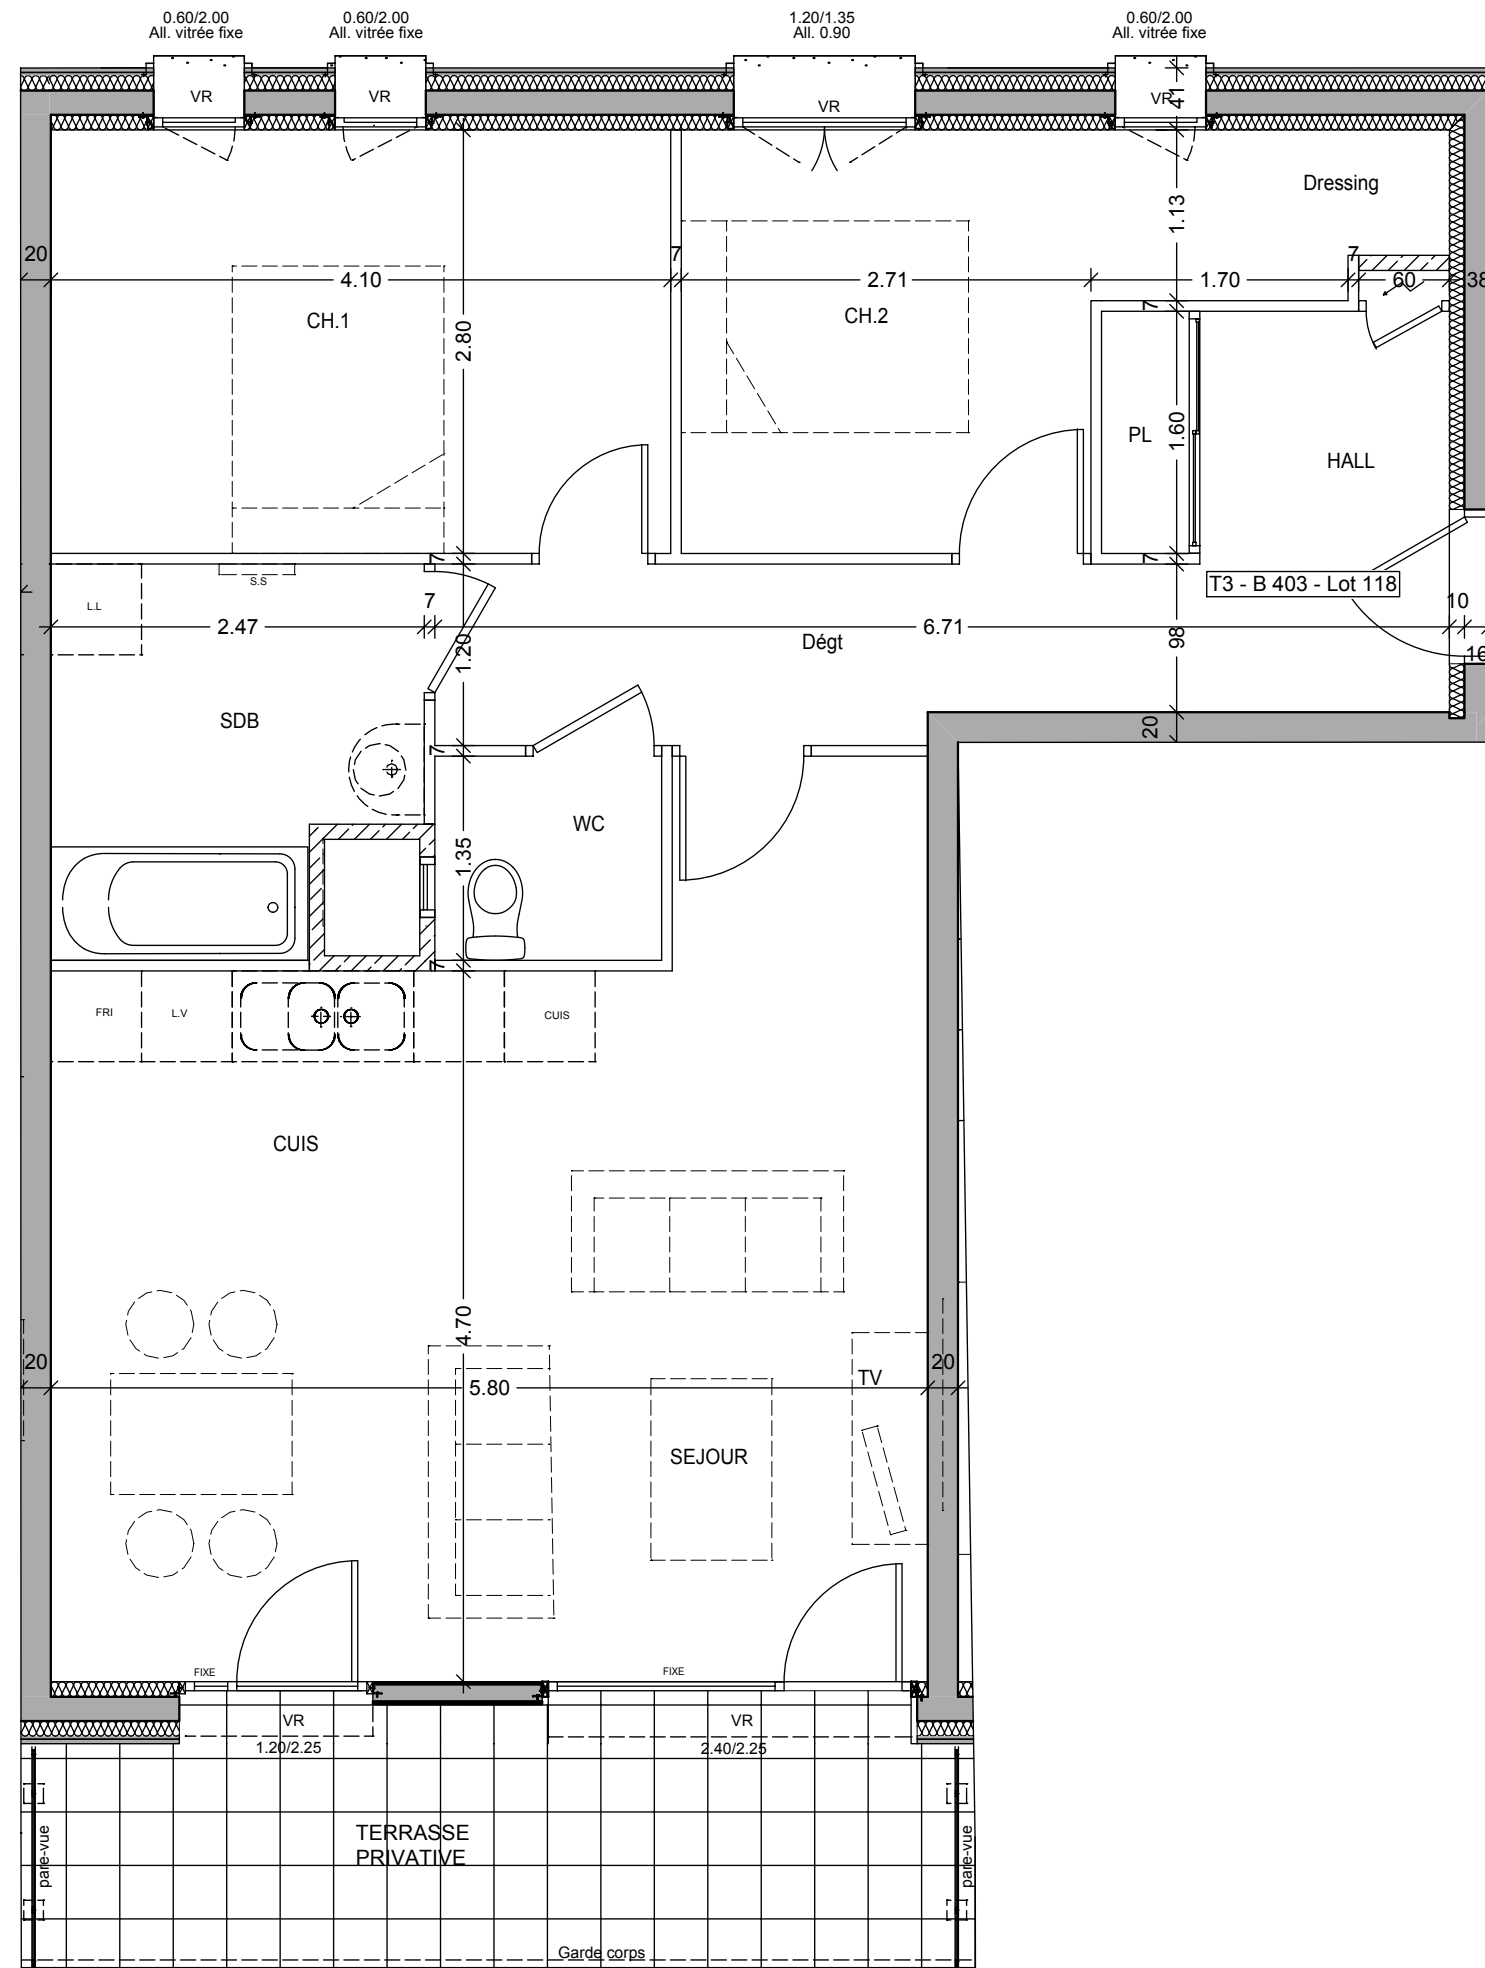 0.60/2.00
All. vitrée fixe
0.60/2.00
All. vitrée fixe
1.20/1.35
All. 0.90
0.60/2.00
All. vitrée fixe
VR
VR
VR
VR
41
Dressing
1.13
20
7
7
4.10
2.71
1.70
60
38
CH.1
CH.2
7
2.80
1.60
PL
HALL
7
7
S.S
L.L
T3 - B 403 - Lot 118
7
10
2.47
6.71
1.20
Dégt
98
16
SDB
20
7
WC
1.35
7
FRI
L.V
CUIS
CUIS
4.70
20
20
TV
5.80
SEJOUR
FIXE
FIXE
VR
VR
1.20/2.25
2.40/2.25
TERRASSE
PRIVATIVE
pare-vue
pare-vue
Garde corps